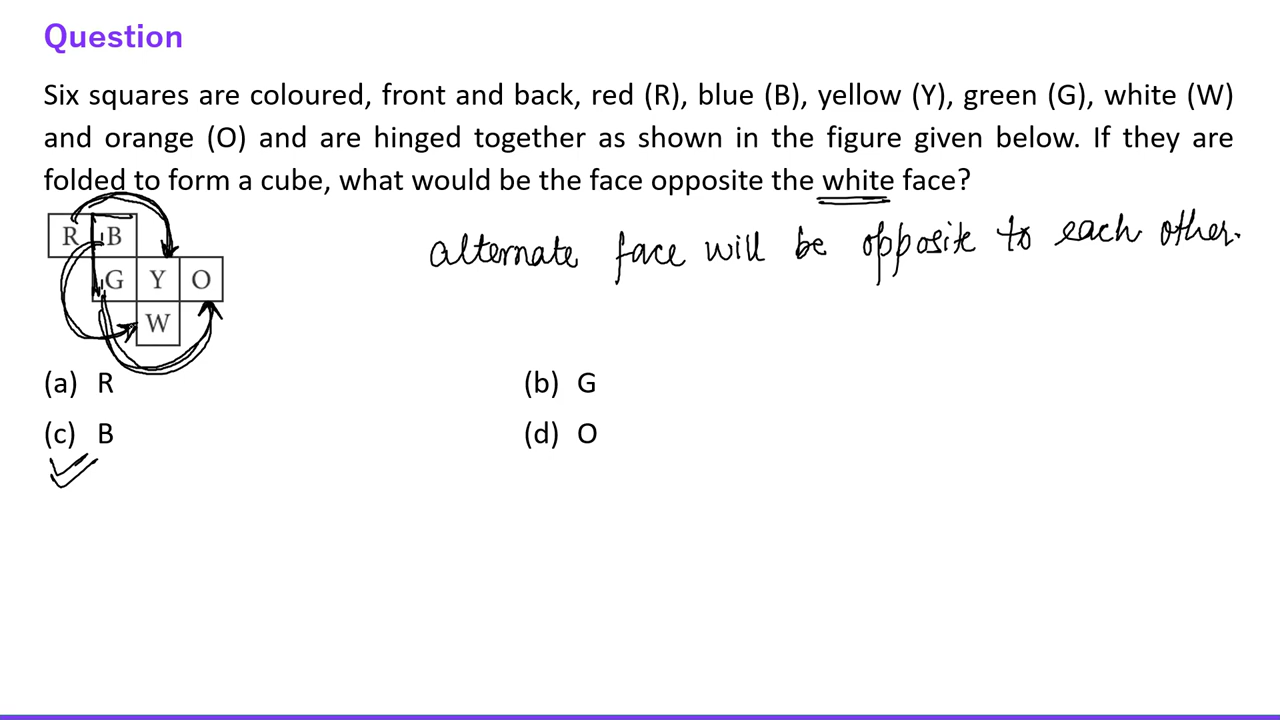 Question
Six squares are coloured, front and back, red (R), blue (B), yellow (Y), green (G), white (W)
and orange (O) and are hinged together as shown in the figure given below. If they are
folded to form a cube, what would be the face opposite the white face?
R B
G Y O
W
alternate face will be opposite to each other.
(a) R (b) G
(c) B (d) O